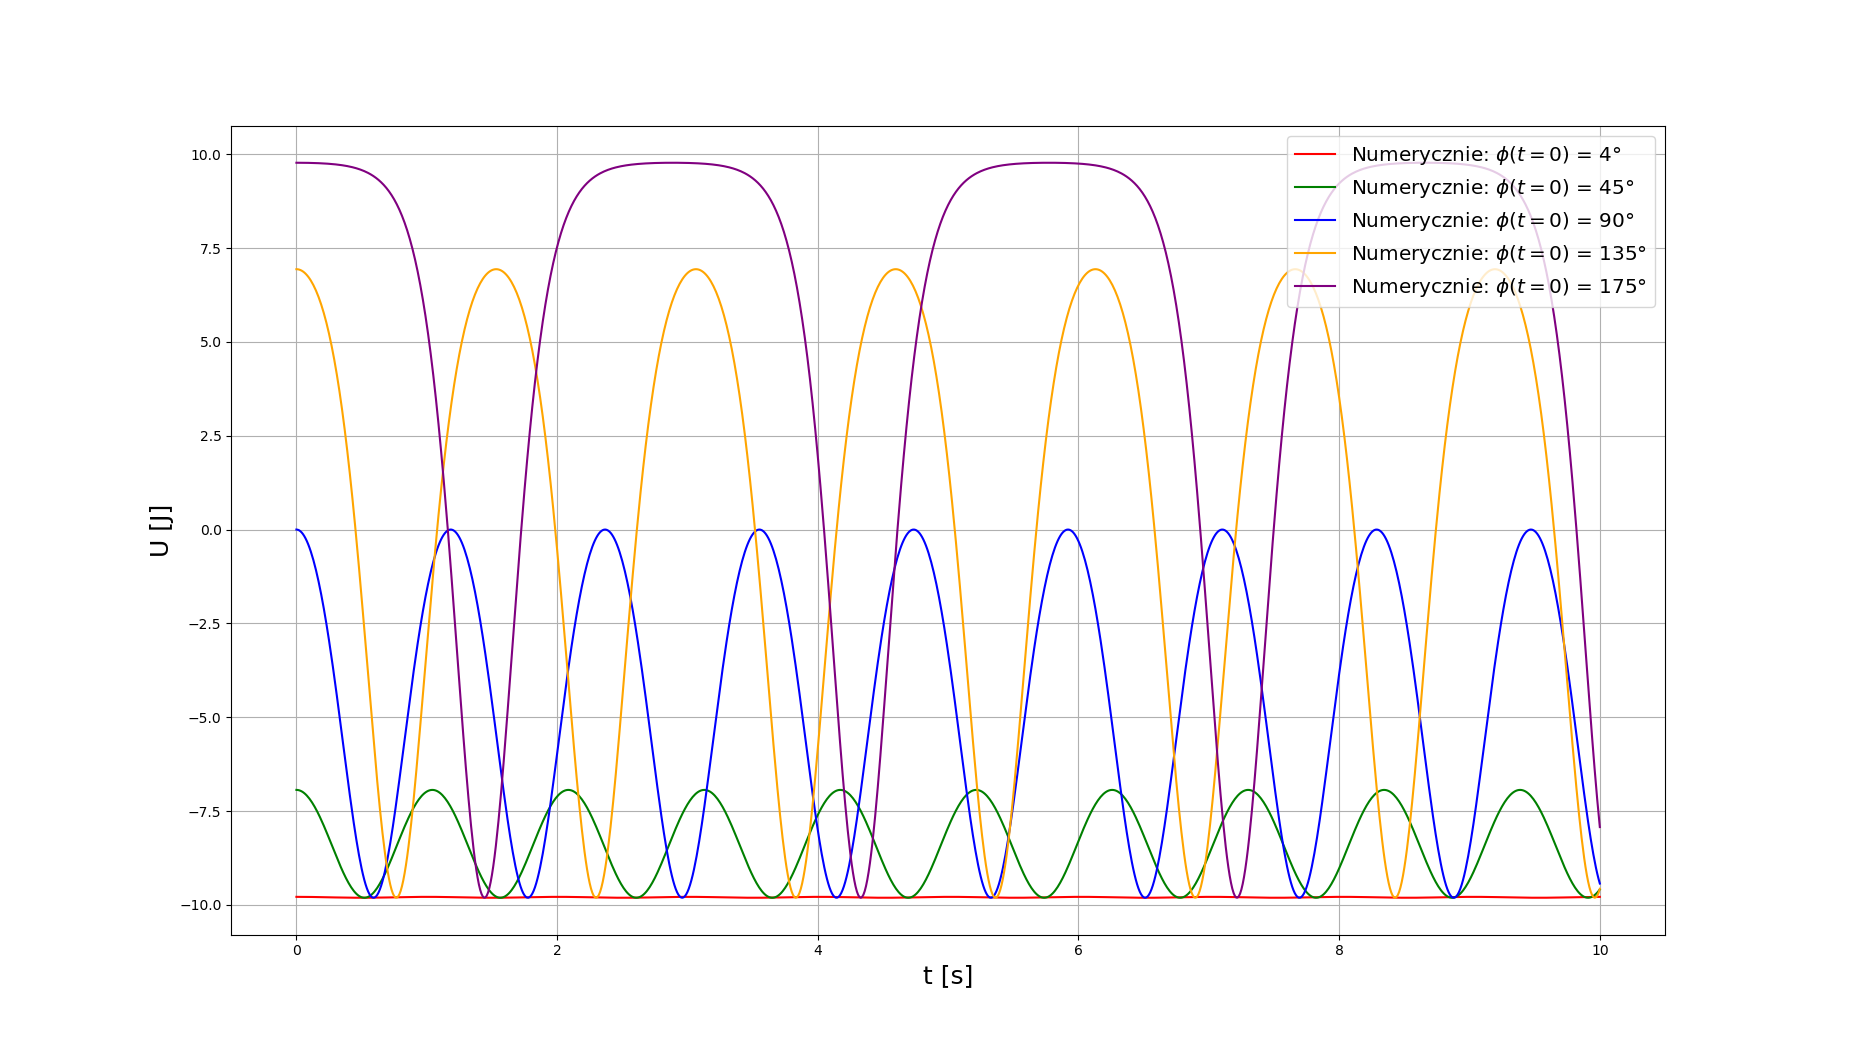 10.0
7.5
5.0
2.5
0.0
−2.5
−5.0
−7.5
−10.0
U [J]
0 2 4 6 8 10
t [s]
Numerycznie: ϕ(t = 0) = 4°
Numerycznie: ϕ(t = 0) = 45°
Numerycznie: ϕ(t = 0) = 90°
Numerycznie: ϕ(t = 0) = 135°
Numerycznie: ϕ(t = 0) = 175°